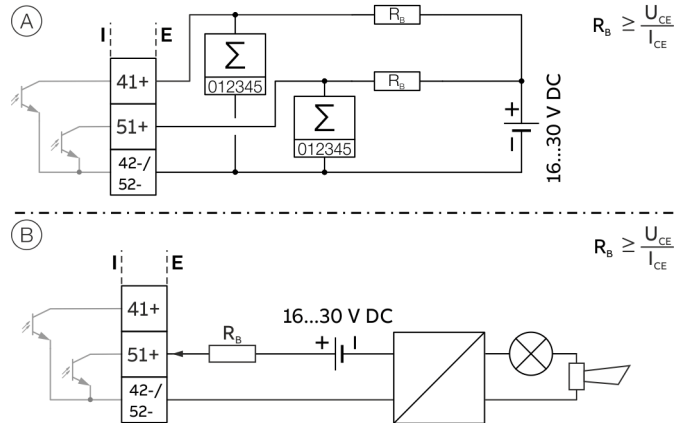 A
I E
41+
51+
42-/
52-
Σ
012345
Σ
012345
R_B
R_B
+
−
16...30 V DC
R_B ≥ U_CE / I_CE
B
I E
41+
51+
42-/
52-
R_B
16...30 V DC
+ −
R_B ≥ U_CE / I_CE